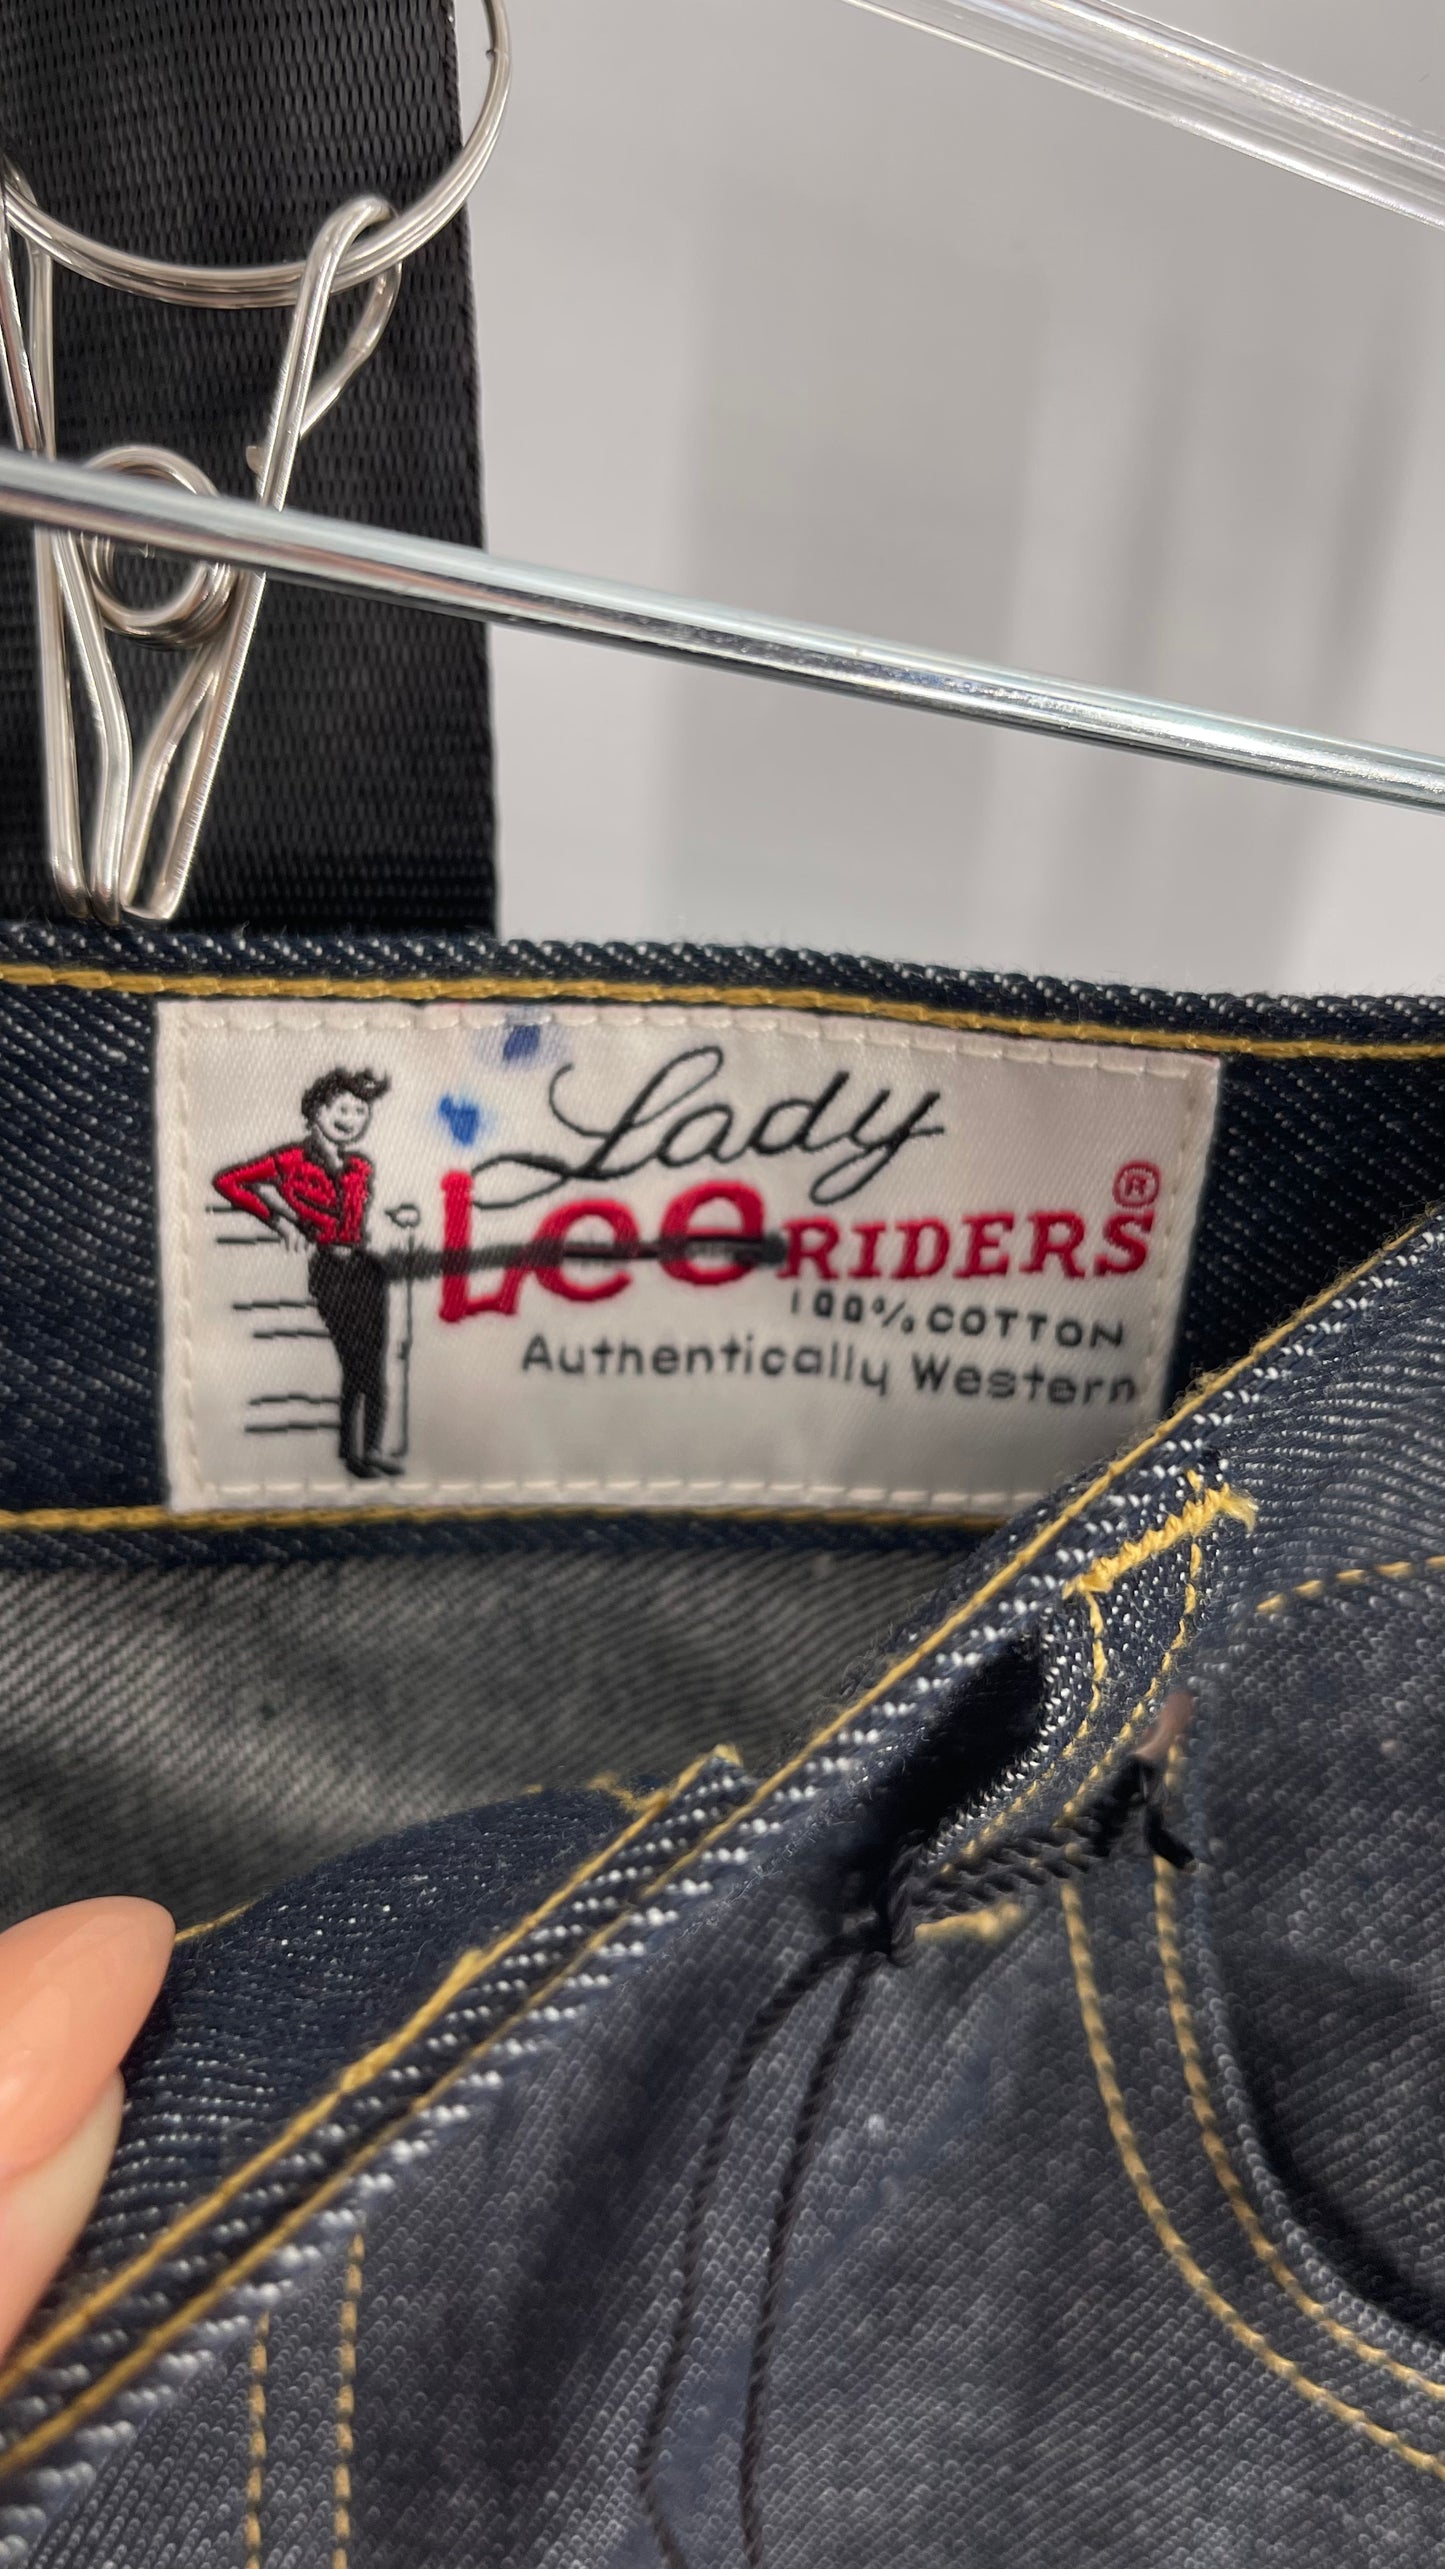 Lady
Lee RIDERS ®
100% COTTON
Authentically Western